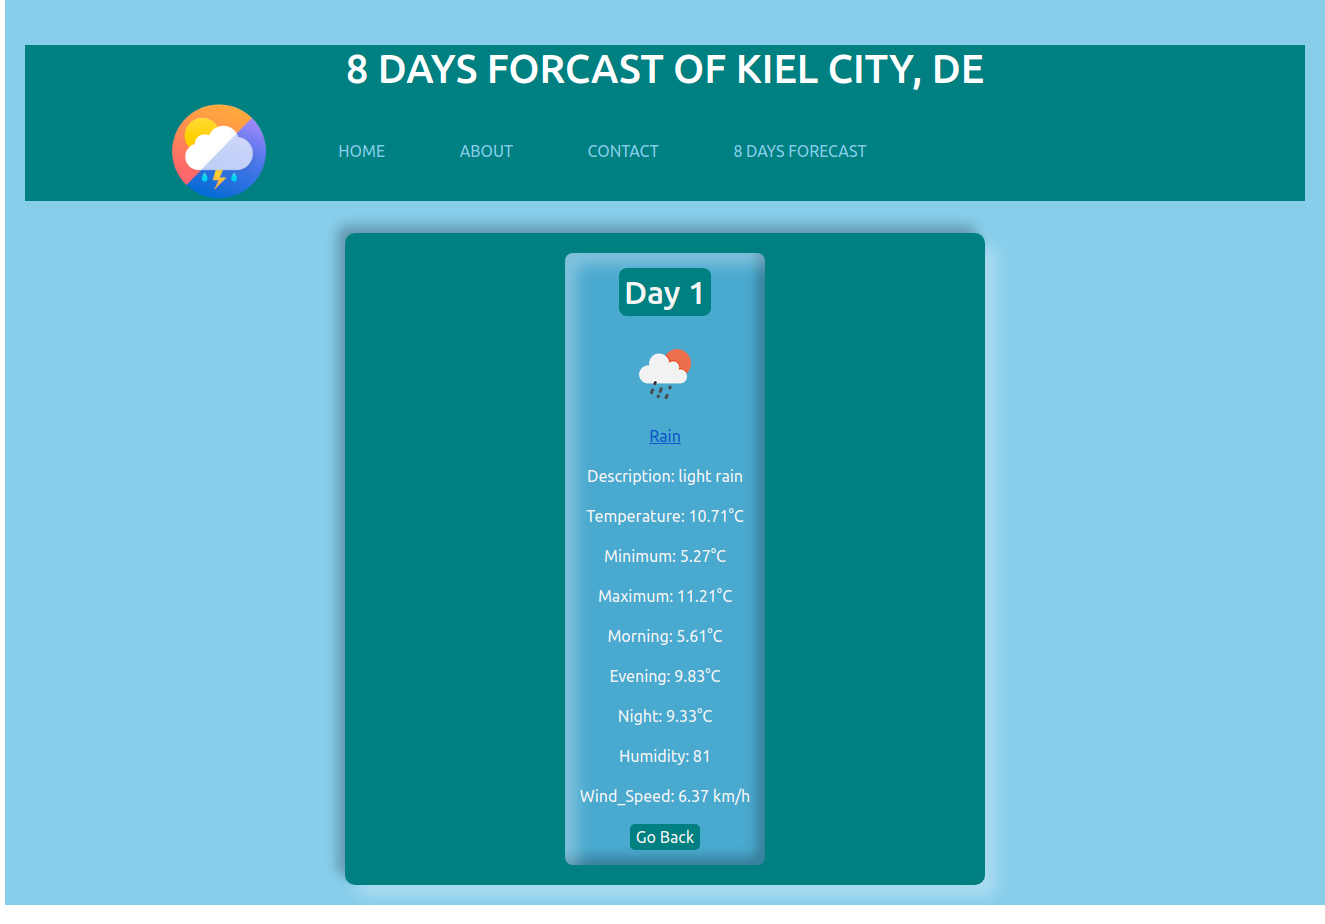 8 DAYS FORCAST OF KIEL CITY, DE
HOME ABOUT CONTACT 8 DAYS FORECAST
Day 1
Rain
Description: light rain
Temperature: 10.71°C
Minimum: 5.27°C
Maximum: 11.21°C
Morning: 5.61°C
Evening: 9.83°C
Night: 9.33°C
Humidity: 81
Wind_Speed: 6.37 km/h
Go Back